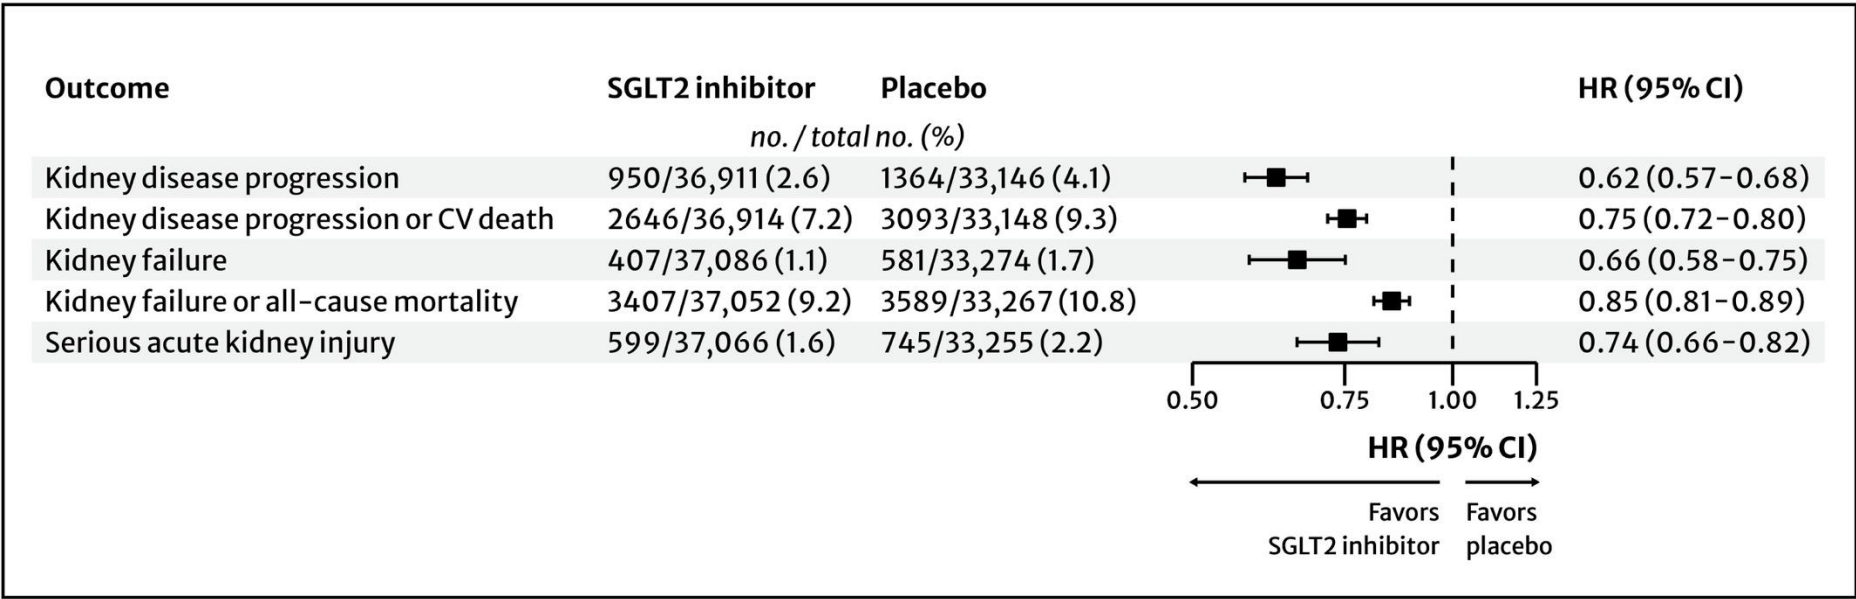 Outcome SGLT2 inhibitor Placebo HR (95% CI)
no. / total no. (%)
Kidney disease progression 950/36,911 (2.6) 1364/33,146 (4.1) 0.62 (0.57–0.68)
Kidney disease progression or CV death 2646/36,914 (7.2) 3093/33,148 (9.3) 0.75 (0.72–0.80)
Kidney failure 407/37,086 (1.1) 581/33,274 (1.7) 0.66 (0.58–0.75)
Kidney failure or all-cause mortality 3407/37,052 (9.2) 3589/33,267 (10.8) 0.85 (0.81–0.89)
Serious acute kidney injury 599/37,066 (1.6) 745/33,255 (2.2) 0.74 (0.66–0.82)
0.50 0.75 1.00 1.25
HR (95% CI)
Favors Favors
SGLT2 inhibitor placebo